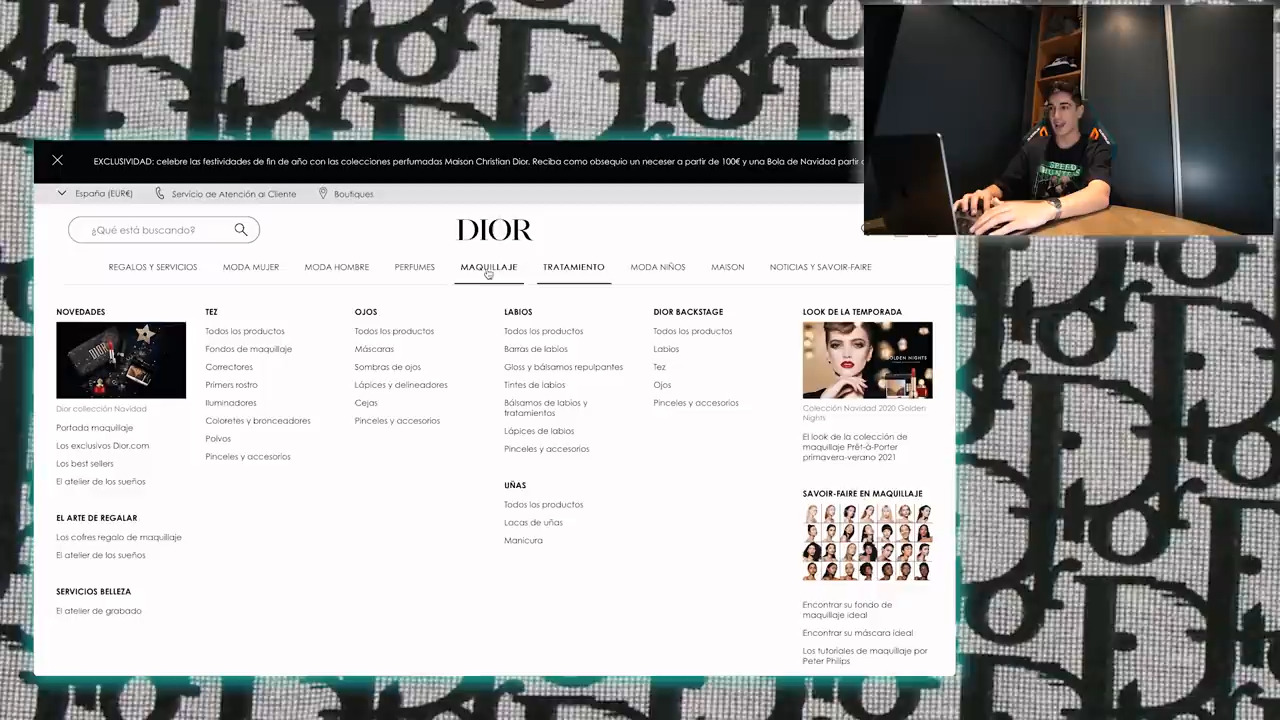 EXCLUSIVIDAD: celebre las festividades de fin de año con las colecciones perfumadas Maison Christian Dior. Reciba como obsequio un neceser a partir de 100€ y una Bola de Navidad partir
España (EUR€)
Servicio de Atención al Cliente
Boutiques
¿Qué está buscando?
DIOR
REGALOS Y SERVICIOS
MODA MUJER
MODA HOMBRE
PERFUMES
MAQUILLAJE
TRATAMIENTO
MODA NIÑOS
MAISON
NOTICIAS Y SAVOIR-FAIRE
NOVEDADES
Dior colección Navidad
Portada maquillaje
Los exclusivos Dior.com
Los best sellers
El atelier de los sueños
EL ARTE DE REGALAR
Los cofres regalo de maquillaje
El atelier de los sueños
SERVICIOS BELLEZA
El atelier de grabado
TEZ
Todos los productos
Fondos de maquillaje
Correctores
Primers rostro
Iluminadores
Coloretes y bronceadores
Polvos
Pinceles y accesorios
OJOS
Todos los productos
Máscaras
Sombras de ojos
Lápices y delineadores
Cejas
Pinceles y accesorios
LABIOS
Todos los productos
Barras de labios
Gloss y bálsamos repulpantes
Tintes de labios
Bálsamos de labios y
tratamientos
Lápices de labios
Pinceles y accesorios
UÑAS
Todos los productos
Lacas de uñas
Manicura
DIOR BACKSTAGE
Todos los productos
Labios
Tez
Ojos
Pinceles y accesorios
LOOK DE LA TEMPORADA
GOLDEN NIGHTS
Colección Navidad 2020 Golden
Nights
El look de la colección de
maquillaje Prêt-à-Porter
primavera-verano 2021
SAVOIR-FAIRE EN MAQUILLAJE
Encontrar su fondo de
maquillaje ideal
Encontrar su máscara ideal
Los tutoriales de maquillaje por
Peter Philips
SPEED
HUNTERS